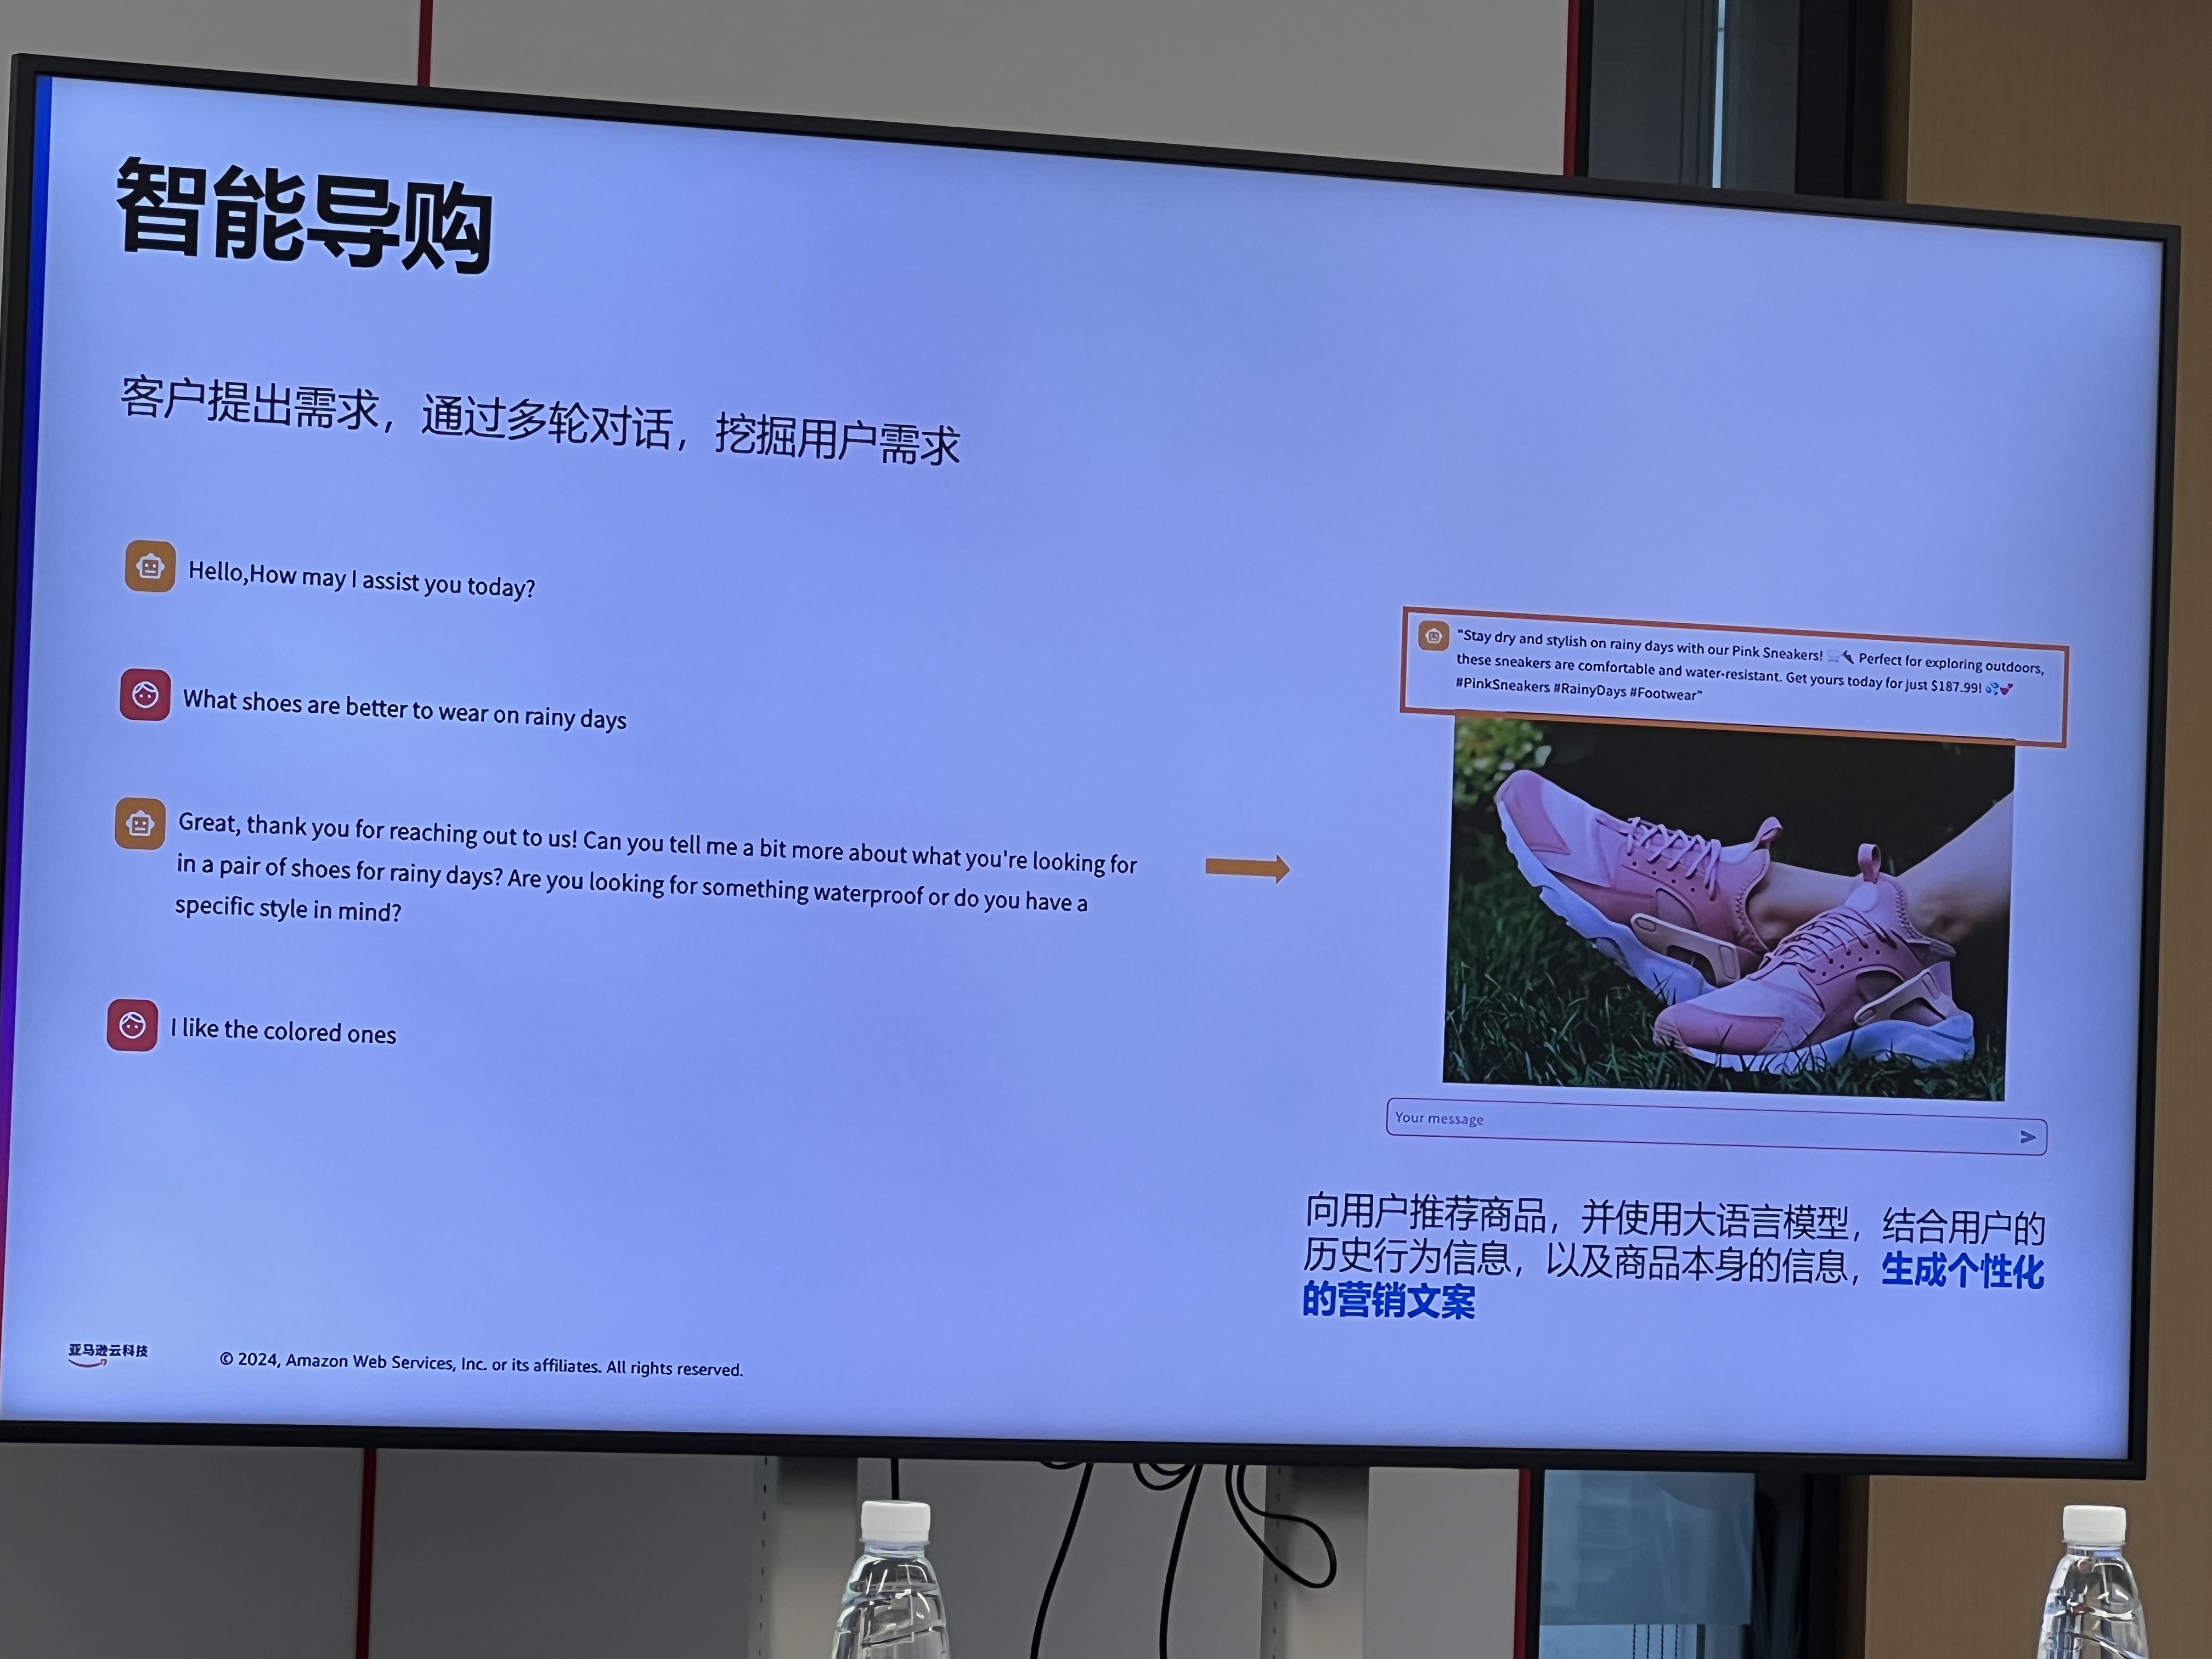 智能导购
客户提出需求，通过多轮对话，挖掘用户需求
Hello,How may I assist you today?
What shoes are better to wear on rainy days
Great, thank you for reaching out to us! Can you tell me a bit more about what you're looking for
in a pair of shoes for rainy days? Are you looking for something waterproof or do you have a
specific style in mind?
I like the colored ones
"Stay dry and stylish on rainy days with our Pink Sneakers! Perfect for exploring outdoors,
these sneakers are comfortable and water-resistant. Get yours today for just $187.99! 💦💕
#PinkSneakers #RainyDays #Footwear"
Your message
向用户推荐商品，并使用大语言模型，结合用户的
历史行为信息，以及商品本身的信息，生成个性化
的营销文案
亚马逊云科技
© 2024, Amazon Web Services, Inc. or its affiliates. All rights reserved.